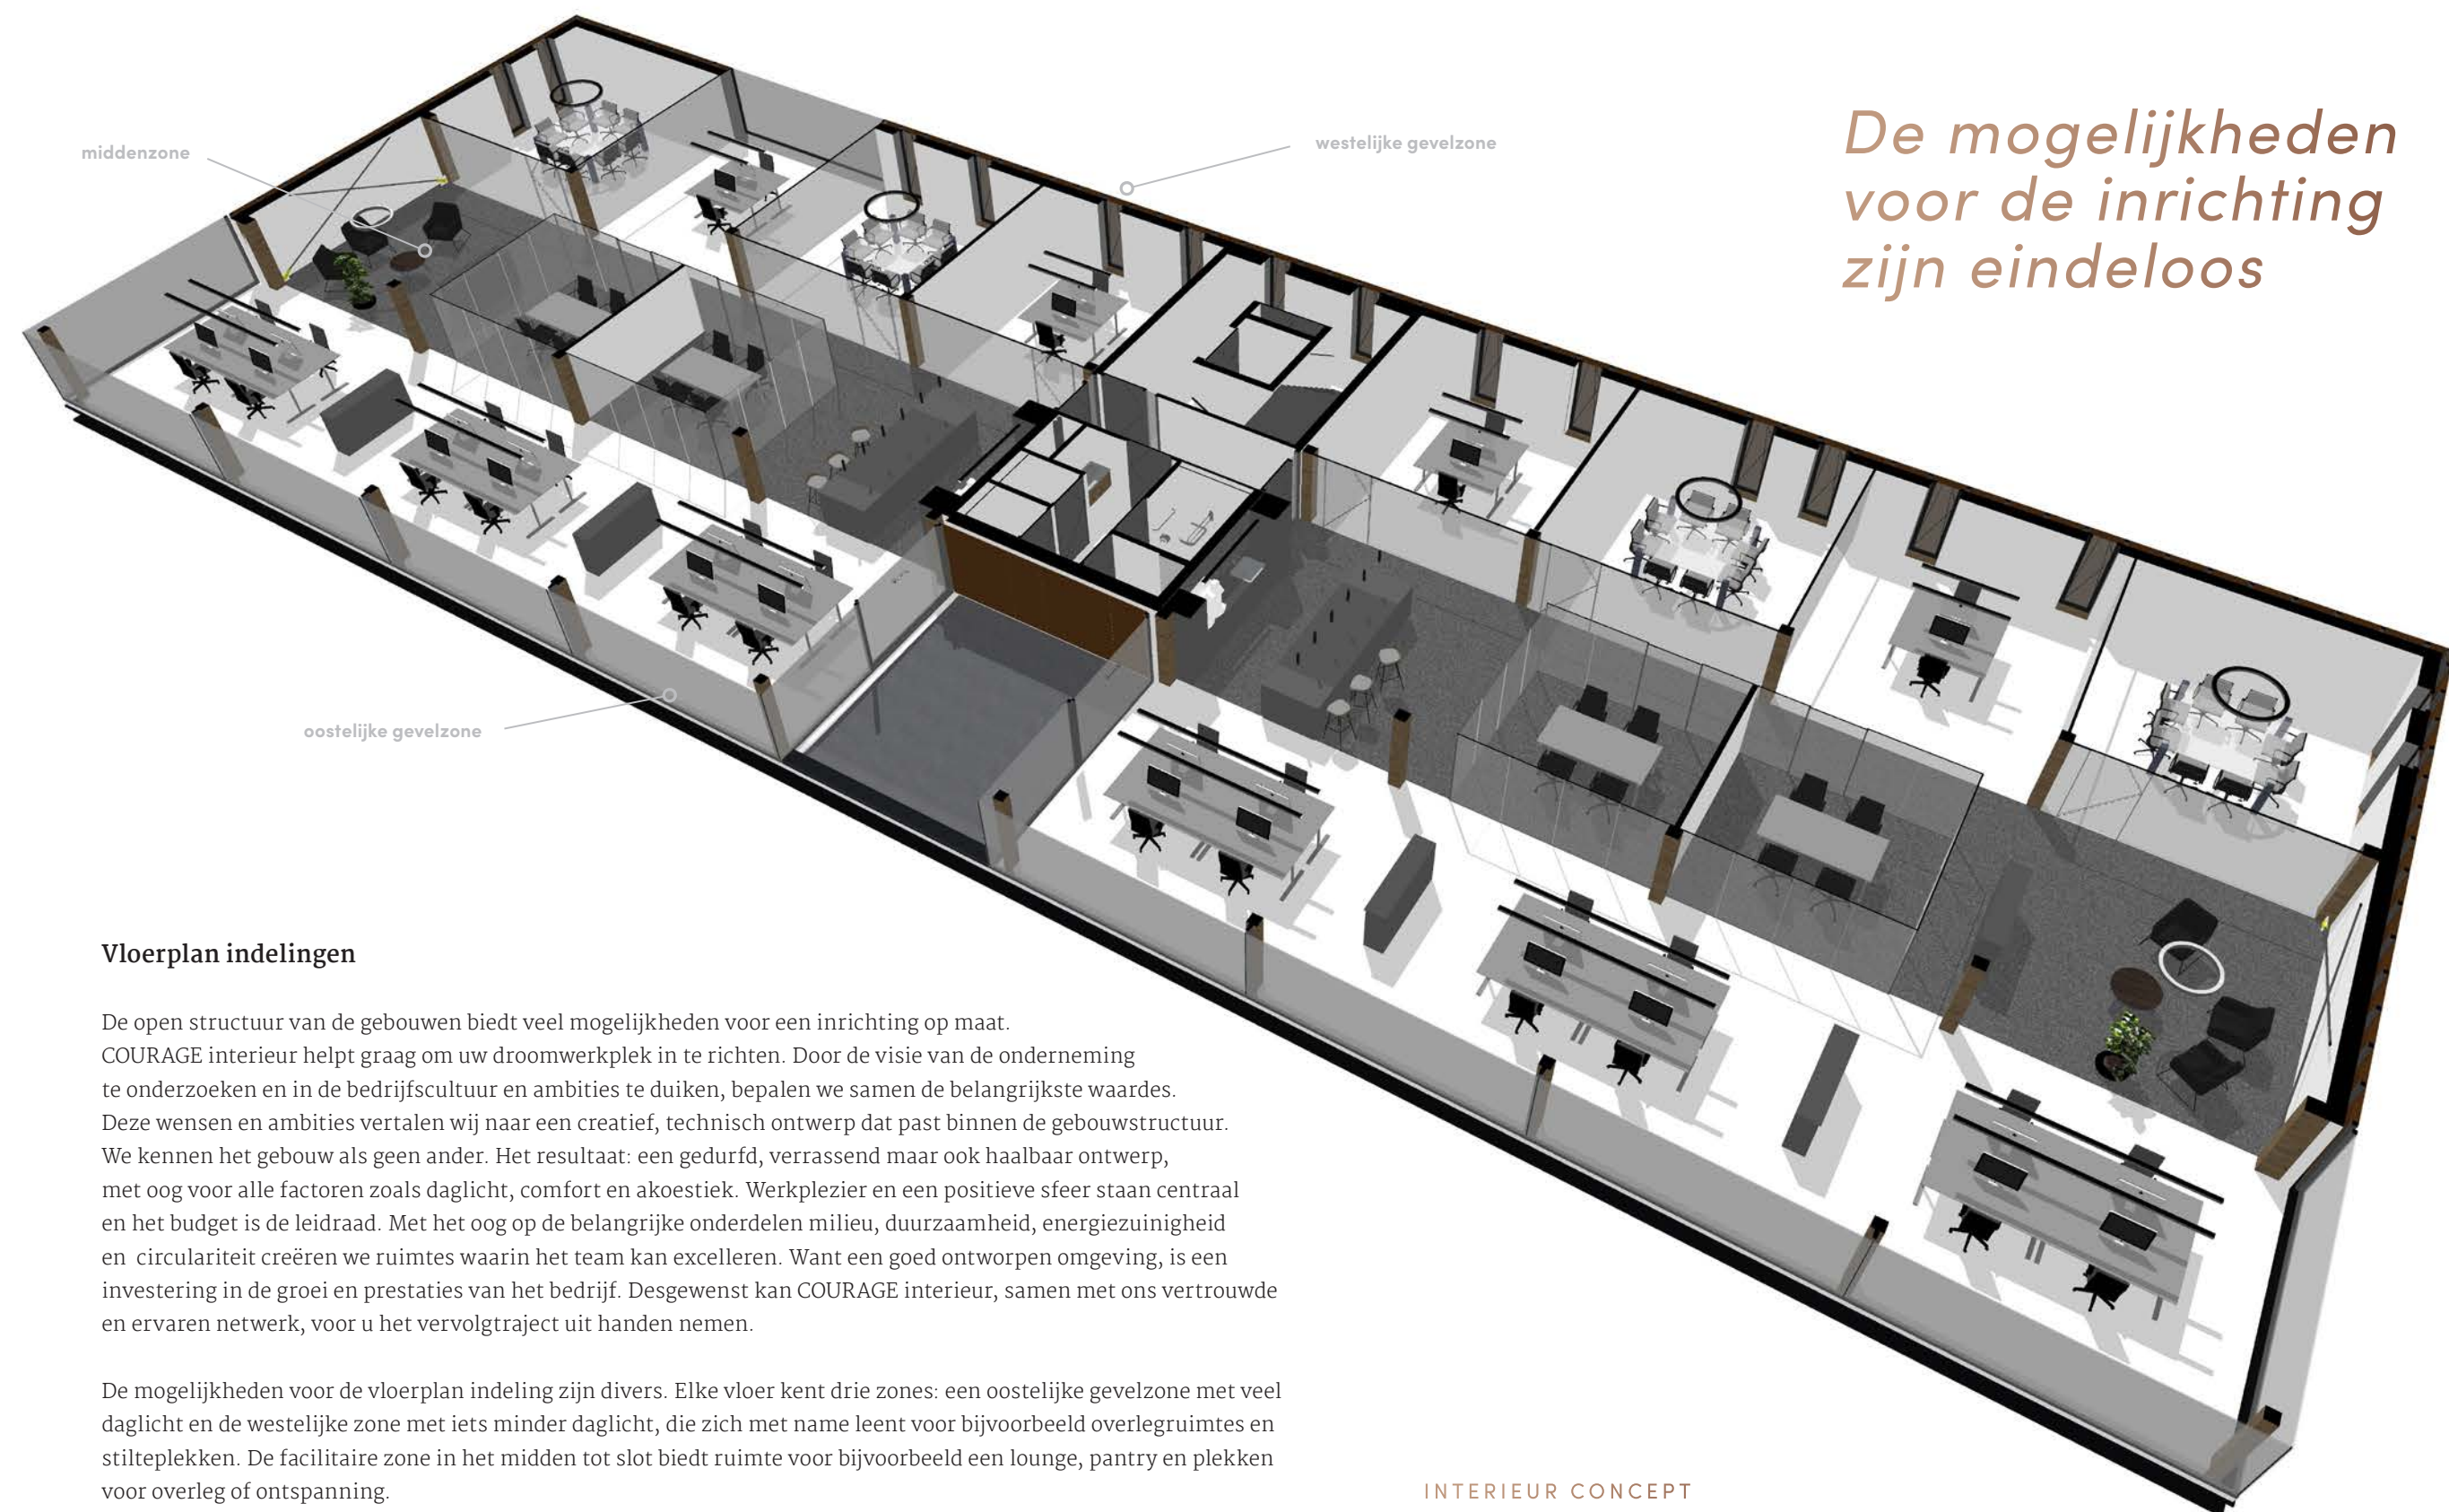 De mogelijkheden
voor de inrichting
zijn eindeloos
middenzone
westelijke gevelzone
oostelijke gevelzone
Vloerplan indelingen
De open structuur van de gebouwen biedt veel mogelijkheden voor een inrichting op maat.
COURAGE interieur helpt graag om uw droomwerkplek in te richten. Door de visie van de onderneming
te onderzoeken en in de bedrijfscultuur en ambities te duiken, bepalen we samen de belangrijkste waardes.
Deze wensen en ambities vertalen wij naar een creatief, technisch ontwerp dat past binnen de gebouwstructuur.
We kennen het gebouw als geen ander. Het resultaat: een gedurfd, verrassend maar ook haalbaar ontwerp,
met oog voor alle factoren zoals daglicht, comfort en akoestiek. Werkplezier en een positieve sfeer staan centraal
en het budget is de leidraad. Met het oog op de belangrijke onderdelen milieu, duurzaamheid, energiezuinigheid
en circulariteit creëren we ruimtes waarin het team kan excelleren. Want een goed ontworpen omgeving, is een
investering in de groei en prestaties van het bedrijf. Desgewenst kan COURAGE interieur, samen met ons vertrouwde
en ervaren netwerk, voor u het vervolgtraject uit handen nemen.
De mogelijkheden voor de vloerplan indeling zijn divers. Elke vloer kent drie zones: een oostelijke gevelzone met veel
daglicht en de westelijke zone met iets minder daglicht, die zich met name leent voor bijvoorbeeld overlegruimtes en
stilteplekken. De facilitaire zone in het midden tot slot biedt ruimte voor bijvoorbeeld een lounge, pantry en plekken
voor overleg of ontspanning.
INTERIEUR CONCEPT